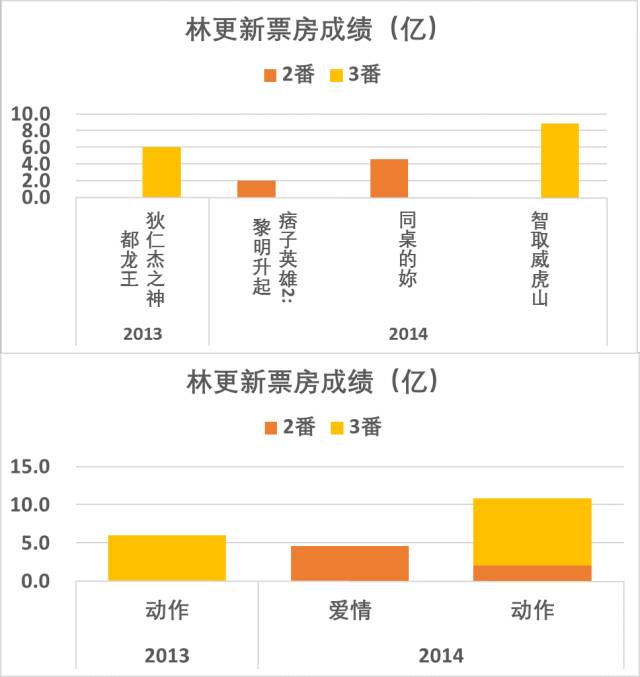 林更新票房成绩（亿）
2番 3番
10.0
8.0
6.0
4.0
2.0
0.0
狄仁杰之神
都龙王
痞子英雄2:
黎明升起
同桌的妳
智取威虎山
2013 2014
林更新票房成绩（亿）
2番 3番
15.0
10.0
5.0
0.0
动作 爱情 动作
2013 2014